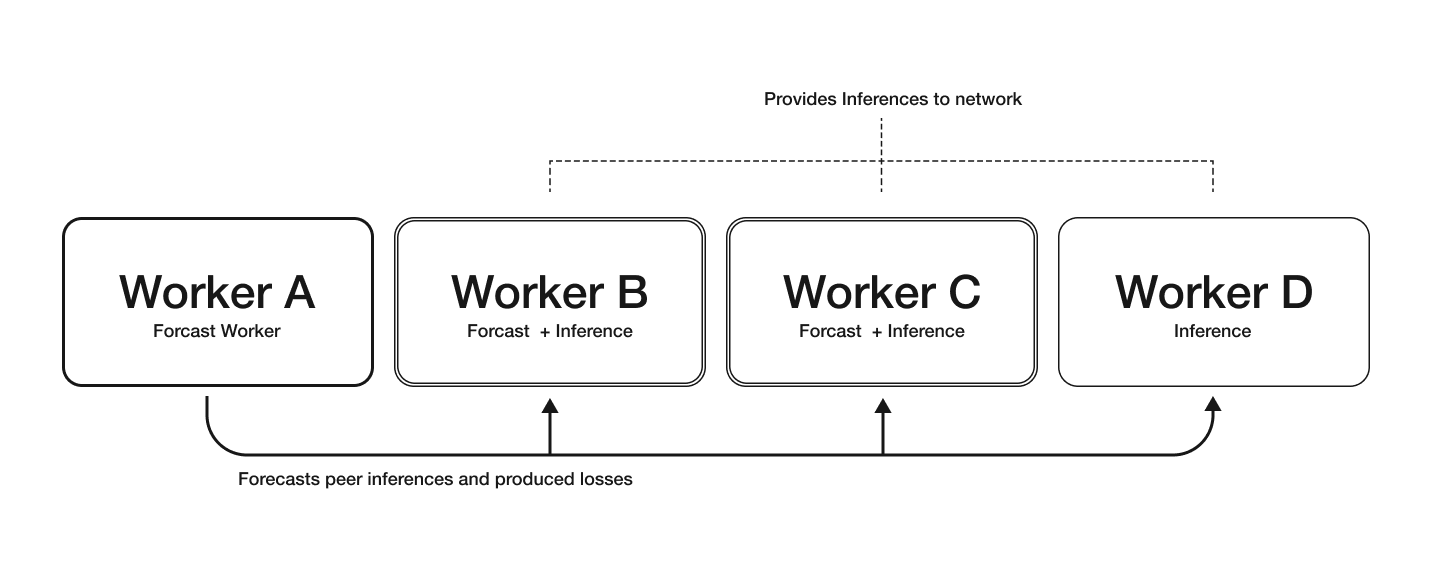 Provides Inferences to network
Worker A
Forcast Worker
Worker B
Forcast + Inference
Worker C
Forcast + Inference
Worker D
Inference
Forecasts peer inferences and produced losses